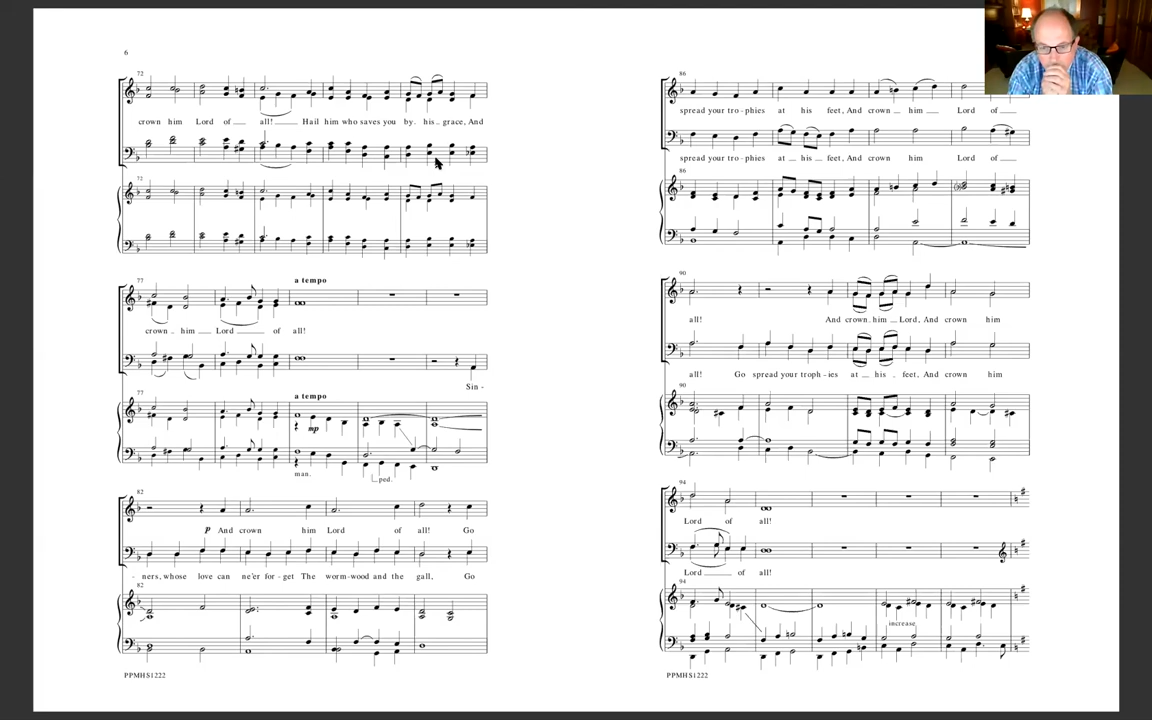 6
72
crown him Lord of all! Hail him who saves you by his grace, And
72
77
a tempo
crown him Lord of all!
Sin -
77
a tempo
mp
man.
ped.
82
p And crown him Lord of all! Go
- ners, whose love can ne'er for - get The worm - wood and the gall, Go
82
PPMHS1222
86
spread your tro - phies at his feet, And crown him Lord of
spread your tro - phies at his feet, And crown him Lord of
86
90
all! And crown him Lord, And crown him
all! Go spread your troph - ies at his feet, And crown him
90
94
Lord of all!
Lord of all!
94
increase
PPMHS1222